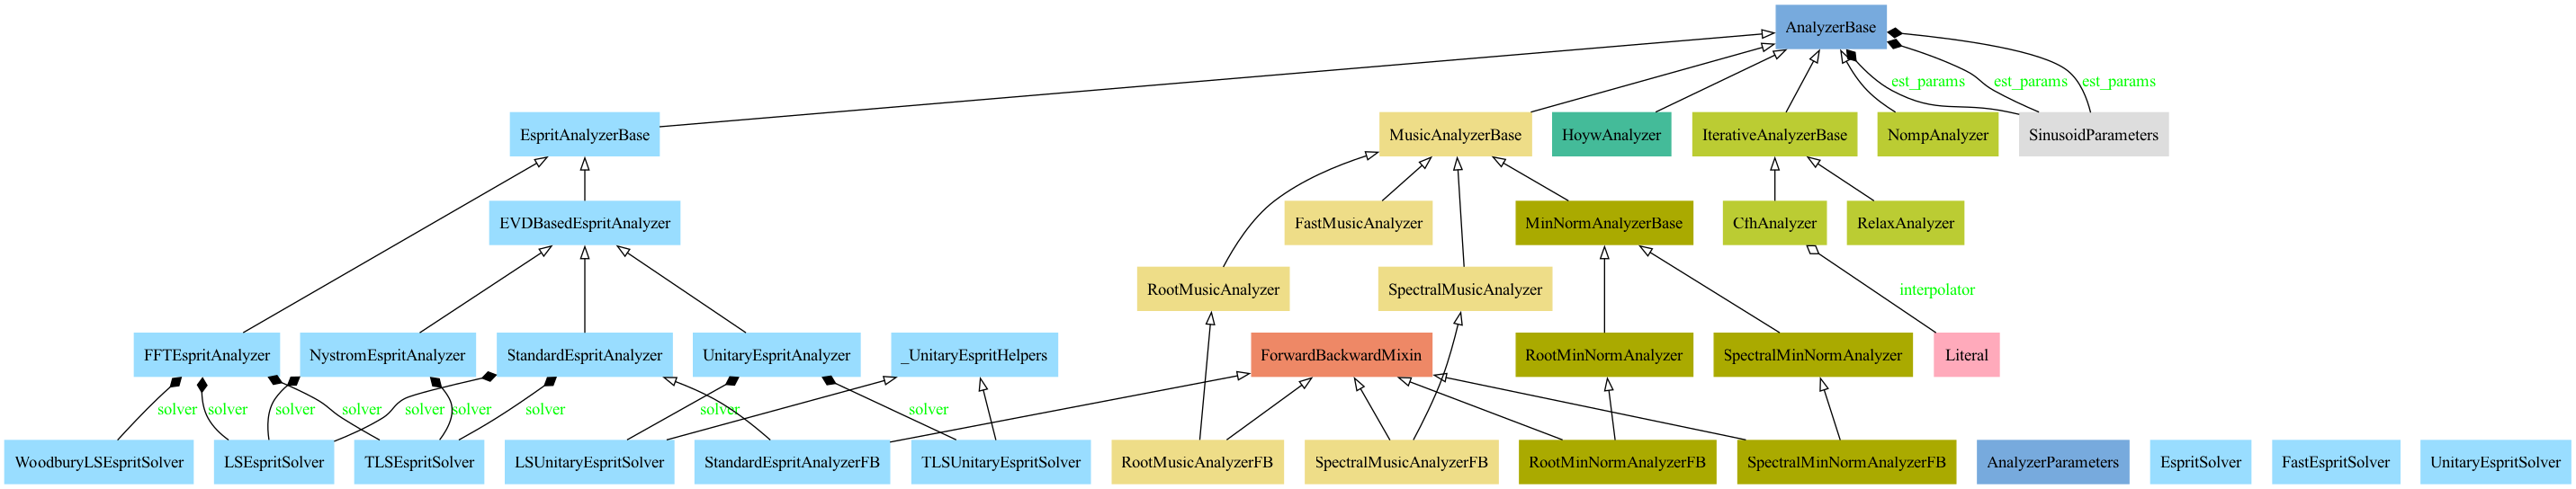 AnalyzerBase
est_params
est_params
est_params
EspritAnalyzerBase
MusicAnalyzerBase
HoywAnalyzer
IterativeAnalyzerBase
NompAnalyzer
SinusoidParameters
EVDBasedEspritAnalyzer
FastMusicAnalyzer
MinNormAnalyzerBase
CfhAnalyzer
RelaxAnalyzer
RootMusicAnalyzer
SpectralMusicAnalyzer
interpolator
FFTEspritAnalyzer
NystromEspritAnalyzer
StandardEspritAnalyzer
UnitaryEspritAnalyzer
_UnitaryEspritHelpers
ForwardBackwardMixin
RootMinNormAnalyzer
SpectralMinNormAnalyzer
Literal
solver
solver
solver
solver
solver
solver
solver
solver
solver
WoodburyLSEspritSolver
LSEspritSolver
TLSEspritSolver
LSUnitaryEspritSolver
StandardEspritAnalyzerFB
TLSUnitaryEspritSolver
RootMusicAnalyzerFB
SpectralMusicAnalyzerFB
RootMinNormAnalyzerFB
SpectralMinNormAnalyzerFB
AnalyzerParameters
EspritSolver
FastEspritSolver
UnitaryEspritSolver